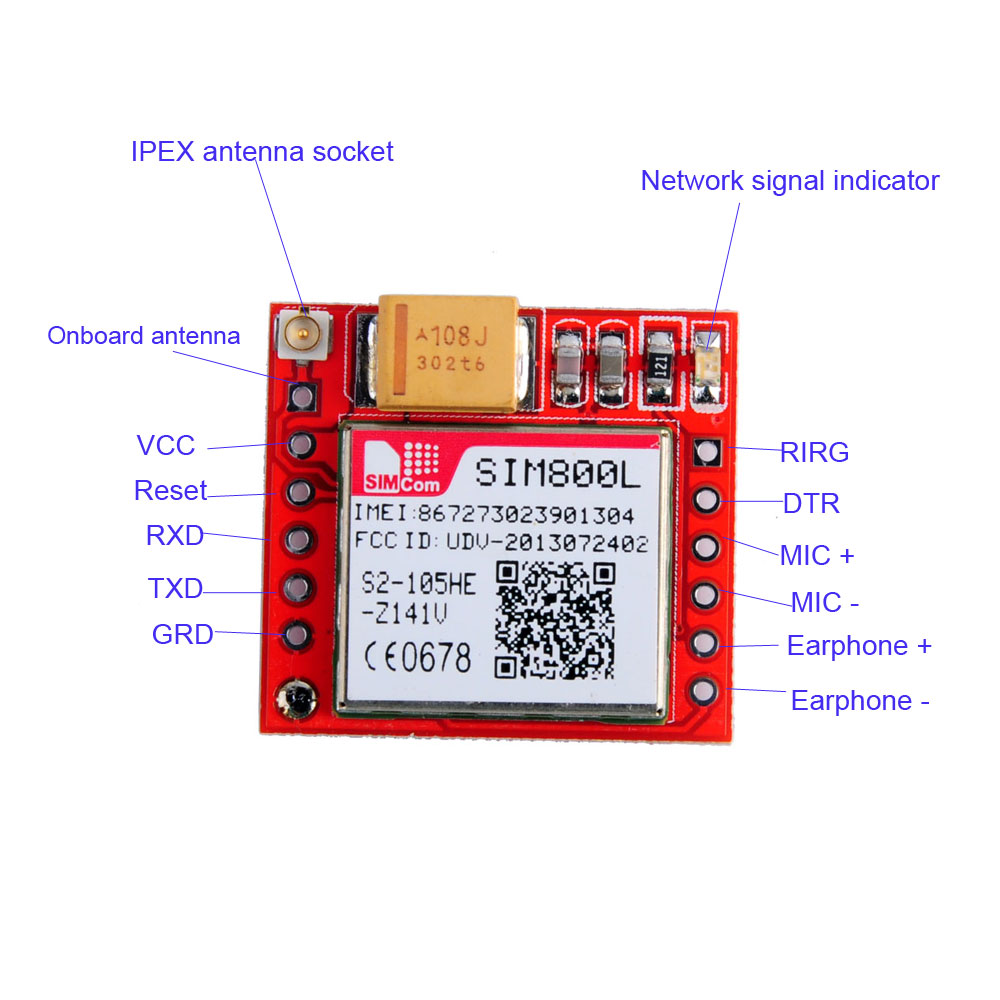 IPEX antenna socket
Network signal indicator
Onboard antenna
A108J
302t6
121
VCC
Reset
RXD
TXD
GRD
RIRG
DTR
MIC +
MIC -
Earphone +
Earphone -
SIMCom
SIM800L
IMEI:867273023901304
FCC ID: UDV-2013072402
S2-105HE
-Z141V
CE0678